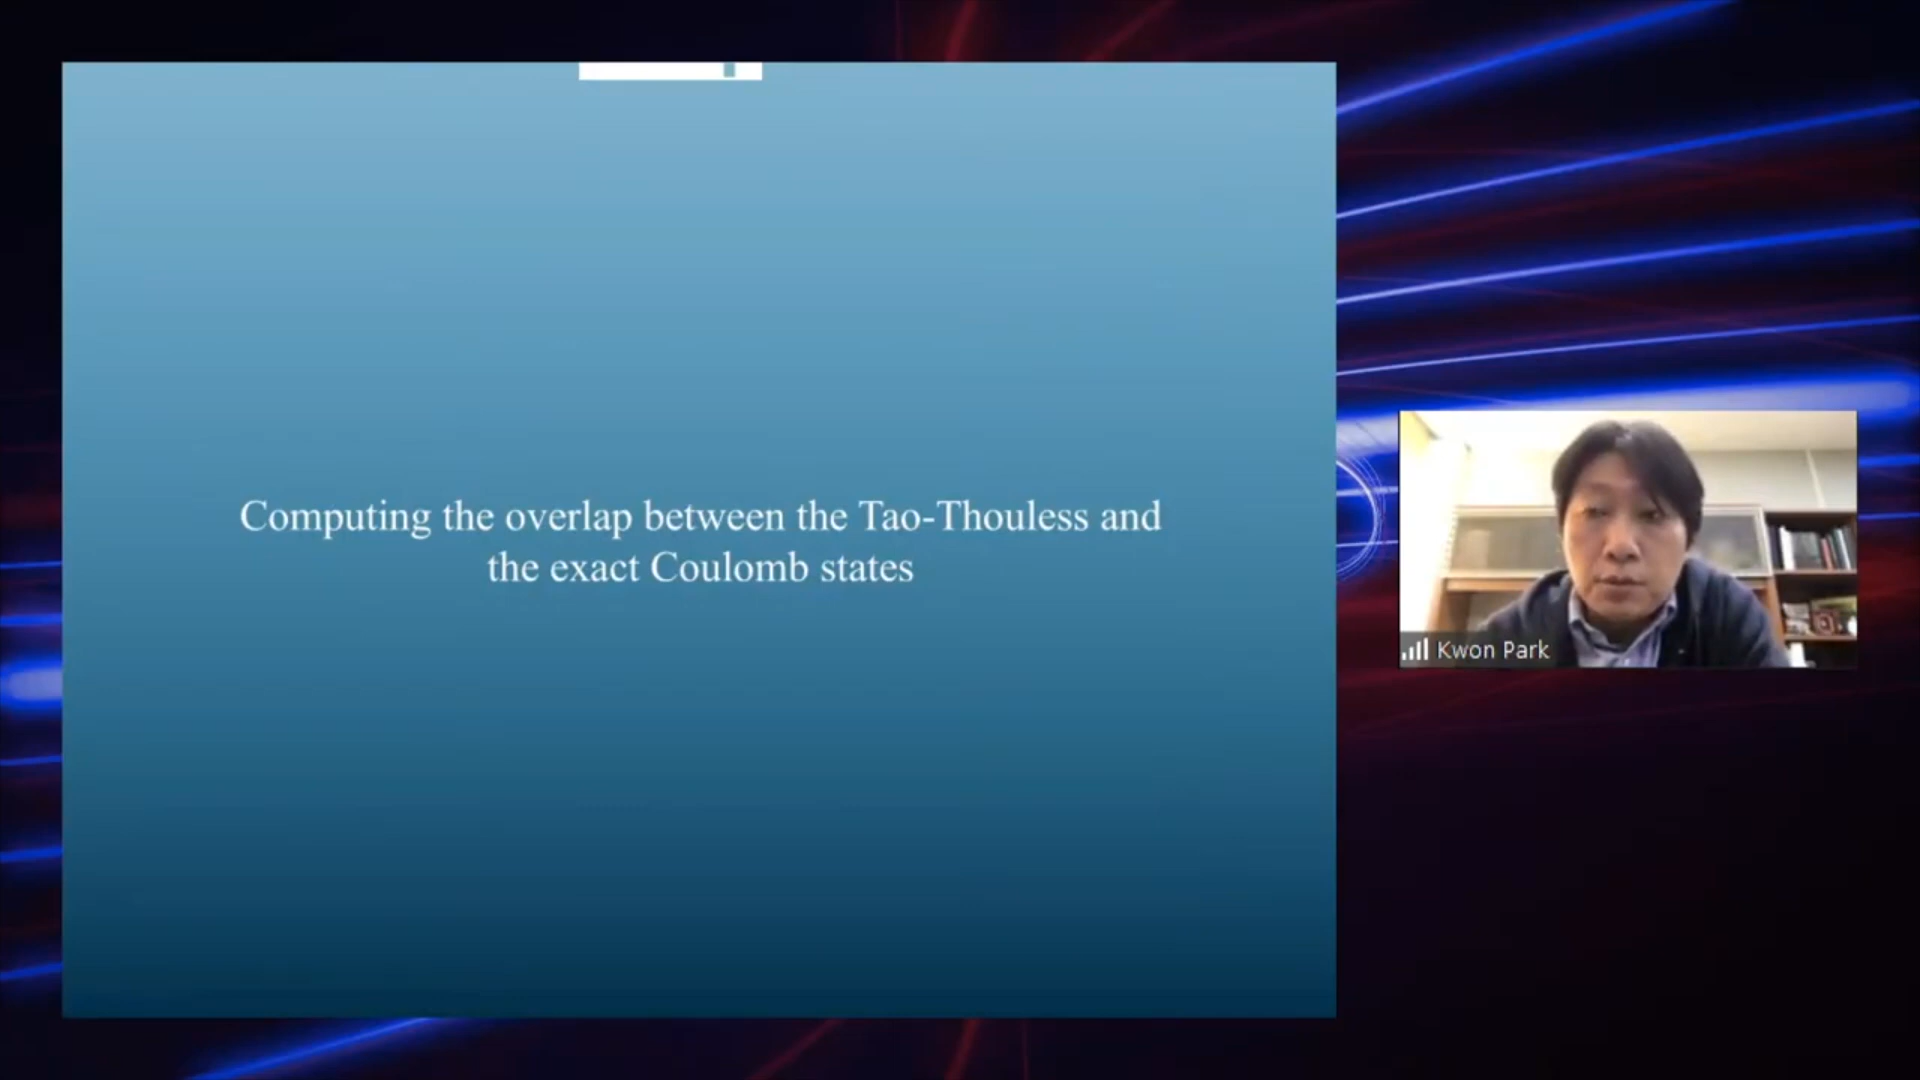 Computing the overlap between the Tao-Thouless and
the exact Coulomb states
Kwon Park